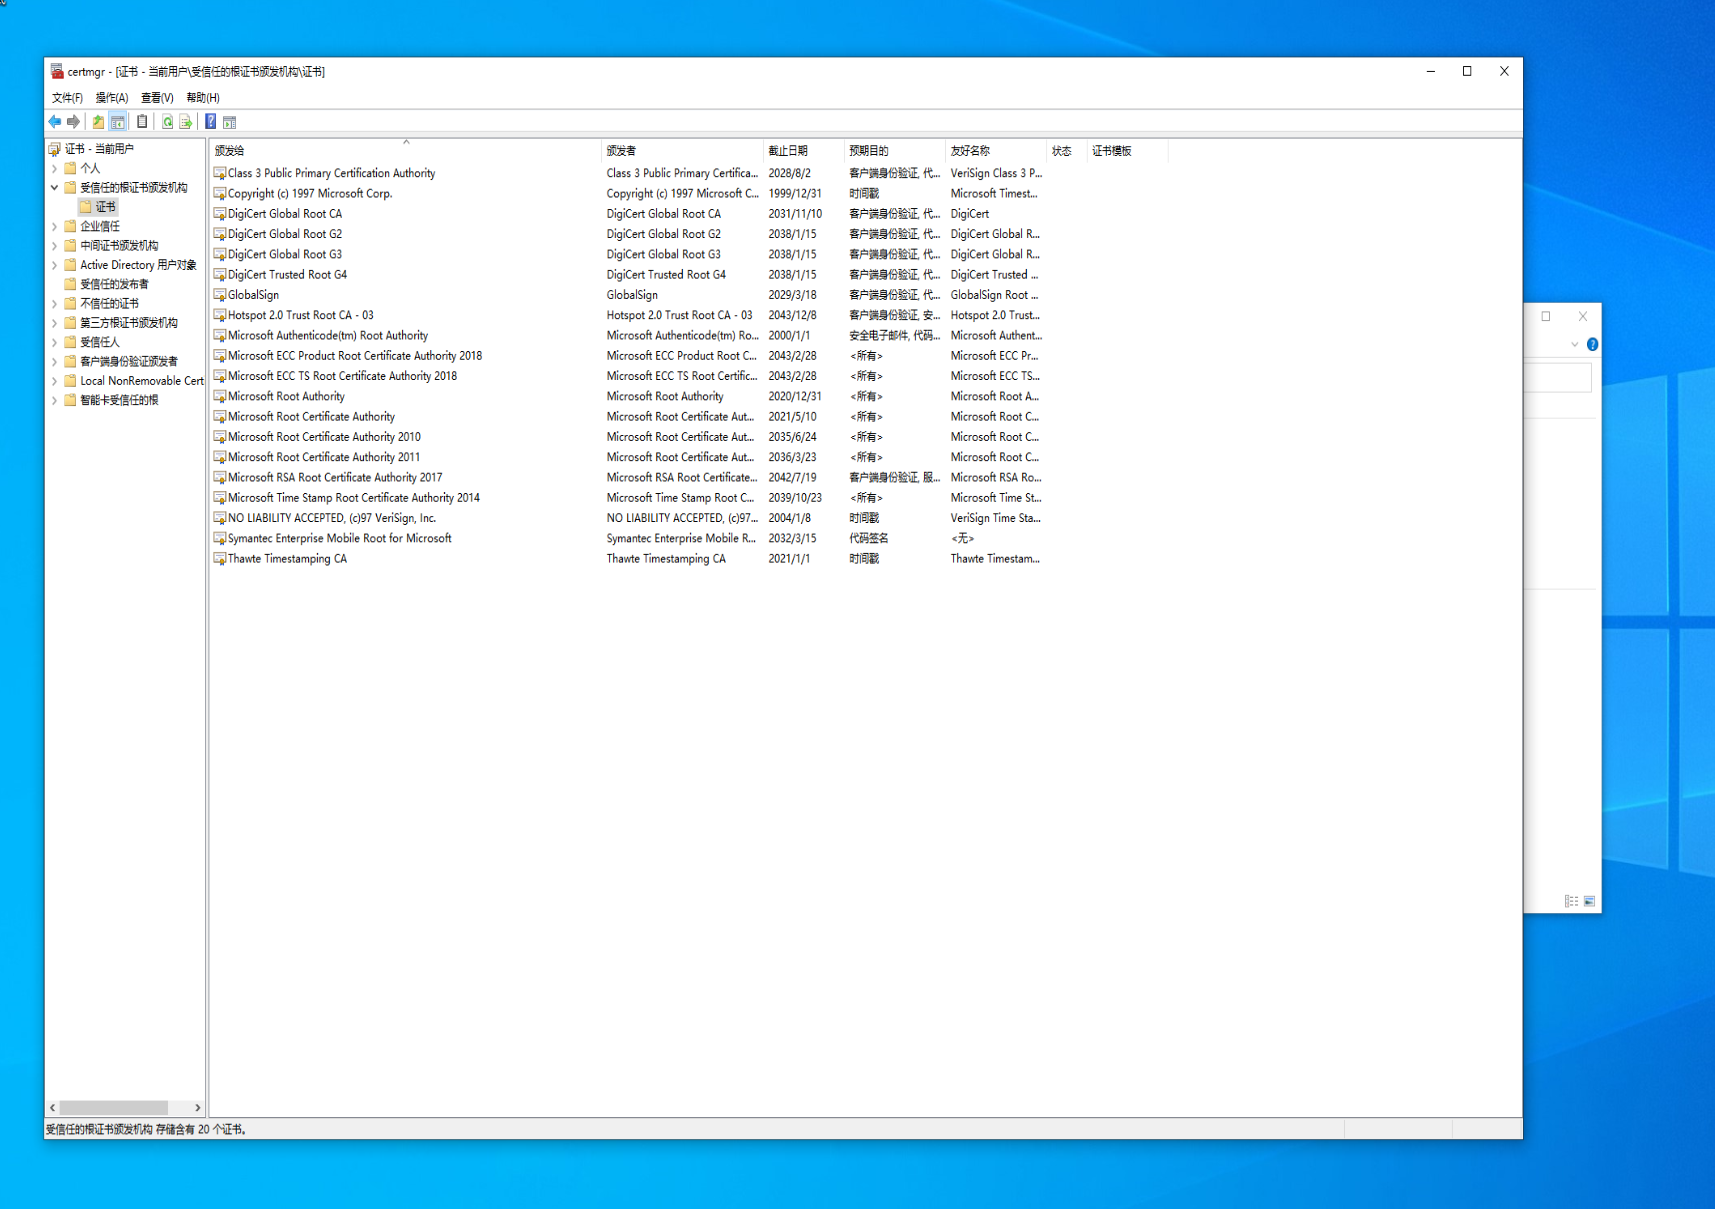 certmgr - [证书 - 当前用户\受信任的根证书颁发机构\证书]
文件(F) 操作(A) 查看(V) 帮助(H)
证书 - 当前用户
个人
受信任的根证书颁发机构
证书
企业信任
中间证书颁发机构
Active Directory 用户对象
受信任的发布者
不信任的证书
第三方根证书颁发机构
受信任人
客户端身份验证颁发者
Local NonRemovable Cert
智能卡受信任的根
颁发给 颁发者 截止日期 预期目的 友好名称 状态 证书模板
Class 3 Public Primary Certification Authority Class 3 Public Primary Certifica... 2028/8/2 客户端身份验证, 代... VeriSign Class 3 P...
Copyright (c) 1997 Microsoft Corp. Copyright (c) 1997 Microsoft C... 1999/12/31 时间戳 Microsoft Timest...
DigiCert Global Root CA DigiCert Global Root CA 2031/11/10 客户端身份验证, 代... DigiCert
DigiCert Global Root G2 DigiCert Global Root G2 2038/1/15 客户端身份验证, 代... DigiCert Global R...
DigiCert Global Root G3 DigiCert Global Root G3 2038/1/15 客户端身份验证, 代... DigiCert Global R...
DigiCert Trusted Root G4 DigiCert Trusted Root G4 2038/1/15 客户端身份验证, 代... DigiCert Trusted ...
GlobalSign GlobalSign 2029/3/18 客户端身份验证, 代... GlobalSign Root ...
Hotspot 2.0 Trust Root CA - 03 Hotspot 2.0 Trust Root CA - 03 2043/12/8 客户端身份验证, 安... Hotspot 2.0 Trust...
Microsoft Authenticode(tm) Root Authority Microsoft Authenticode(tm) Ro... 2000/1/1 安全电子邮件, 代码... Microsoft Authent...
Microsoft ECC Product Root Certificate Authority 2018 Microsoft ECC Product Root C... 2043/2/28 <所有> Microsoft ECC Pr...
Microsoft ECC TS Root Certificate Authority 2018 Microsoft ECC TS Root Certific... 2043/2/28 <所有> Microsoft ECC TS...
Microsoft Root Authority Microsoft Root Authority 2020/12/31 <所有> Microsoft Root A...
Microsoft Root Certificate Authority Microsoft Root Certificate Aut... 2021/5/10 <所有> Microsoft Root C...
Microsoft Root Certificate Authority 2010 Microsoft Root Certificate Aut... 2035/6/24 <所有> Microsoft Root C...
Microsoft Root Certificate Authority 2011 Microsoft Root Certificate Aut... 2036/3/23 <所有> Microsoft Root C...
Microsoft RSA Root Certificate Authority 2017 Microsoft RSA Root Certificate... 2042/7/19 客户端身份验证, 服... Microsoft RSA Ro...
Microsoft Time Stamp Root Certificate Authority 2014 Microsoft Time Stamp Root C... 2039/10/23 <所有> Microsoft Time St...
NO LIABILITY ACCEPTED, (c)97 VeriSign, Inc. NO LIABILITY ACCEPTED, (c)97... 2004/1/8 时间戳 VeriSign Time Sta...
Symantec Enterprise Mobile Root for Microsoft Symantec Enterprise Mobile R... 2032/3/15 代码签名 <无>
Thawte Timestamping CA Thawte Timestamping CA 2021/1/1 时间戳 Thawte Timestam...
受信任的根证书颁发机构 存储含有 20 个证书。